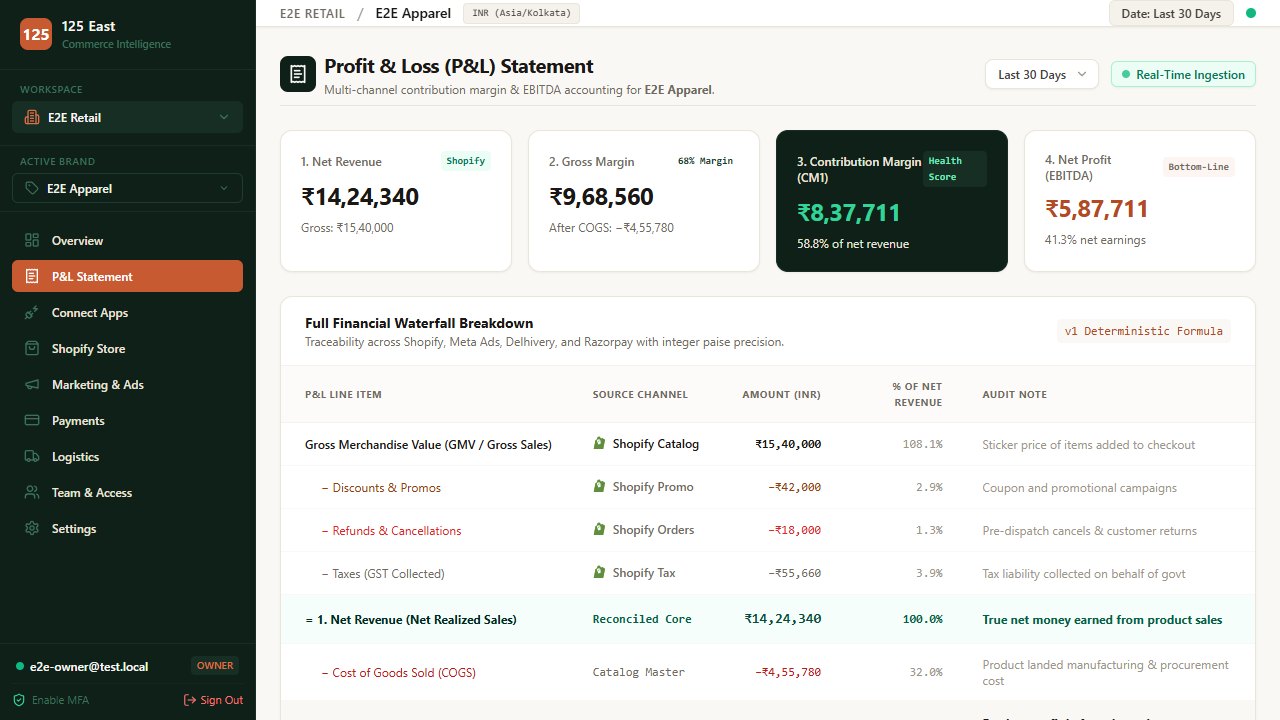 125
125 East
Commerce Intelligence
WORKSPACE
E2E Retail
ACTIVE BRAND
E2E Apparel
Overview
P&L Statement
Connect Apps
Shopify Store
Marketing & Ads
Payments
Logistics
Team & Access
Settings
e2e-owner@test.local OWNER
Enable MFA Sign Out
E2E RETAIL / E2E Apparel INR (Asia/Kolkata) Date: Last 30 Days
Profit & Loss (P&L) Statement
Multi-channel contribution margin & EBITDA accounting for E2E Apparel.
Last 30 Days Real-Time Ingestion
1. Net Revenue Shopify
₹14,24,340
Gross: ₹15,40,000
2. Gross Margin 68% Margin
₹9,68,560
After COGS: −₹4,55,780
3. Contribution Margin (CM1) Health Score
₹8,37,711
58.8% of net revenue
4. Net Profit (EBITDA) Bottom-Line
₹5,87,711
41.3% net earnings
Full Financial Waterfall Breakdown
Traceability across Shopify, Meta Ads, Delhivery, and Razorpay with integer paise precision.
v1 Deterministic Formula
P&L LINE ITEM SOURCE CHANNEL AMOUNT (INR) % OF NET REVENUE AUDIT NOTE
Gross Merchandise Value (GMV / Gross Sales) Shopify Catalog ₹15,40,000 108.1% Sticker price of items added to checkout
− Discounts & Promos Shopify Promo −₹42,000 2.9% Coupon and promotional campaigns
− Refunds & Cancellations Shopify Orders −₹18,000 1.3% Pre-dispatch cancels & customer returns
− Taxes (GST Collected) Shopify Tax −₹55,660 3.9% Tax liability collected on behalf of govt
= 1. Net Revenue (Net Realized Sales) Reconciled Core ₹14,24,340 100.0% True net money earned from product sales
− Cost of Goods Sold (COGS) Catalog Master −₹4,55,780 32.0% Product landed manufacturing & procurement cost